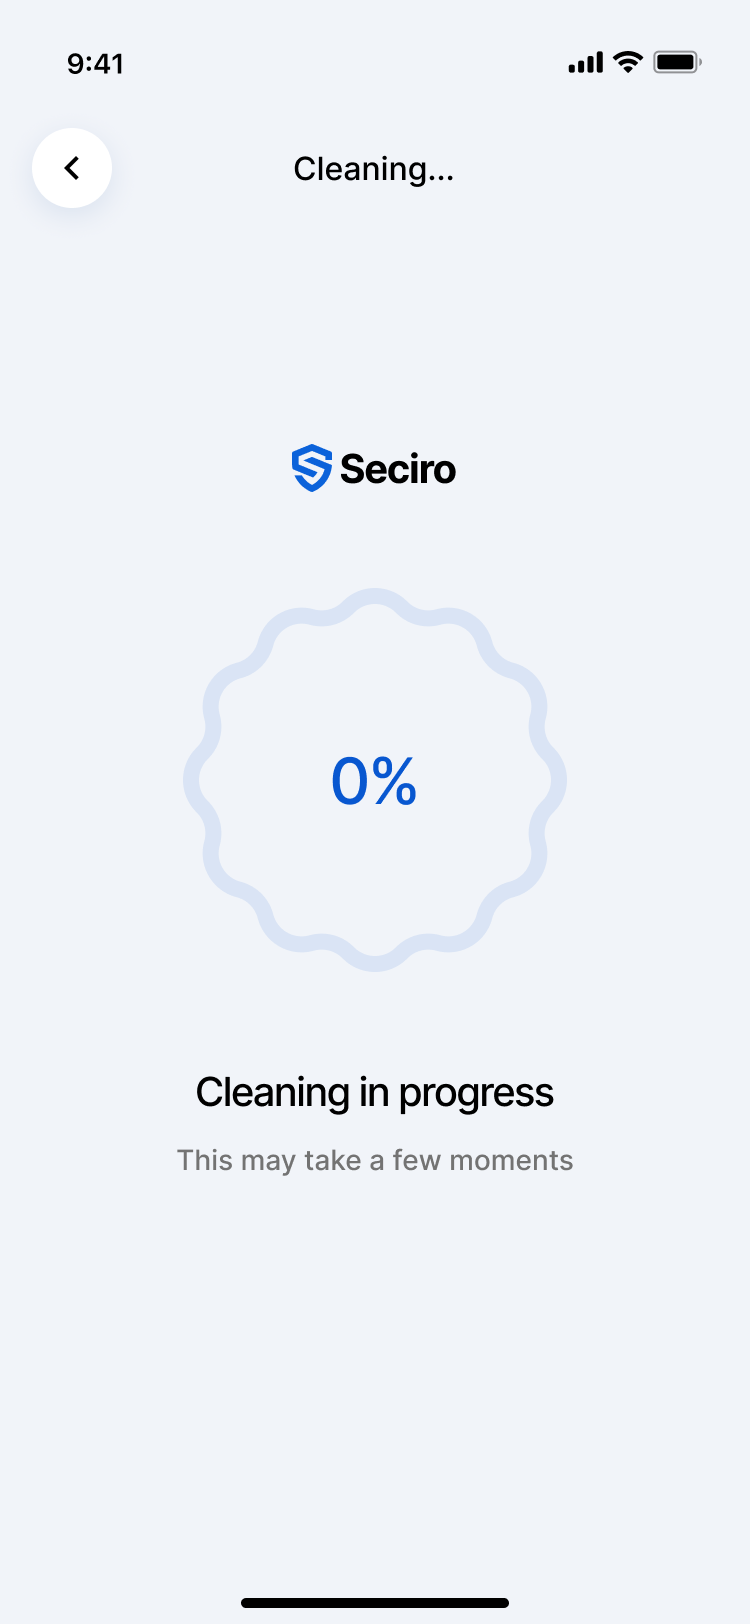 9:41
Cleaning...
Seciro
0%
Cleaning in progress
This may take a few moments